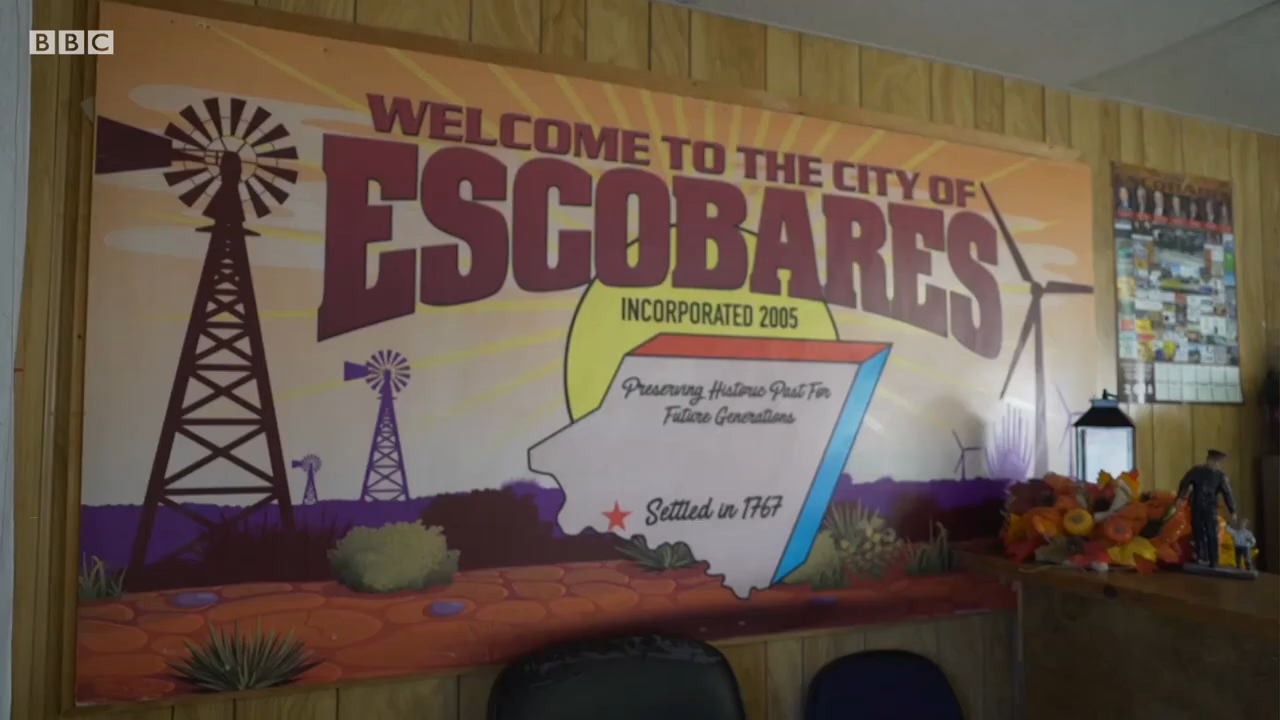 BBC
WELCOME TO THE CITY OF
ESCOBARES
INCORPORATED 2005
Preserving Historic Past For
Future Generations
Settled in 1767